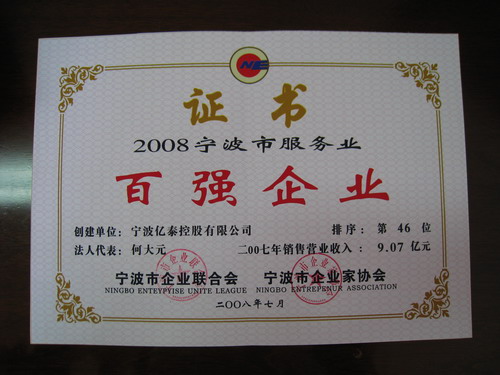 NE
证书
2008宁波市服务业
百强企业
创建单位：宁波亿泰控股有限公司 排序：第 46 位
法人代表：何大元 二00七年销售营业收入：9.07 亿元
宁波市企业联合会 宁波市企业家协会
NINGBO ENTEYPYISE UNITE LEAGUE NINGBO ENTREPKNUR ASSOCIATION
二00八年七月